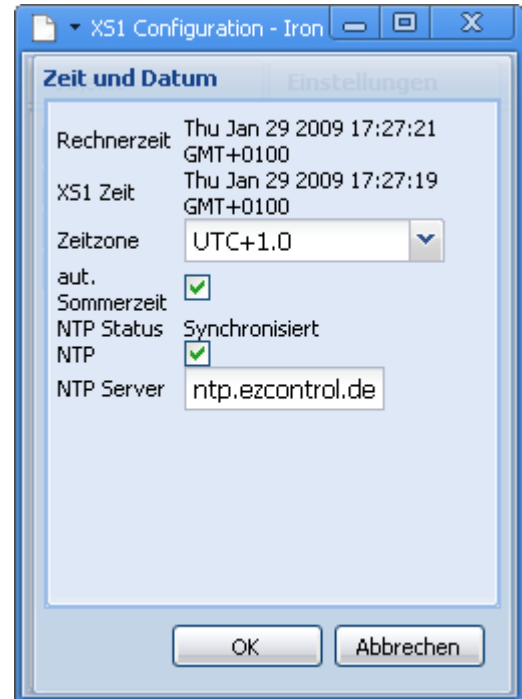 XS1 Configuration - Iron
Zeit und Datum
Einstellungen
Rechnerzeit Thu Jan 29 2009 17:27:21
GMT+0100
XS1 Zeit Thu Jan 29 2009 17:27:19
GMT+0100
Zeitzone UTC+1.0
aut.
Sommerzeit
NTP Status Synchronisiert
NTP
NTP Server ntp.ezcontrol.de
OK Abbrechen